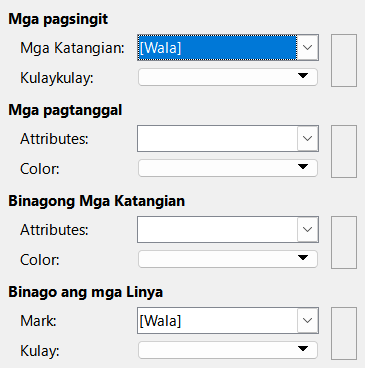 Mga pagsingit
Mga Katangian: [Wala]
Kulaykulay:
Mga pagtanggal
Attributes:
Color:
Binagong Mga Katangian
Attributes:
Color:
Binago ang mga Linya
Mark: [Wala]
Kulay: